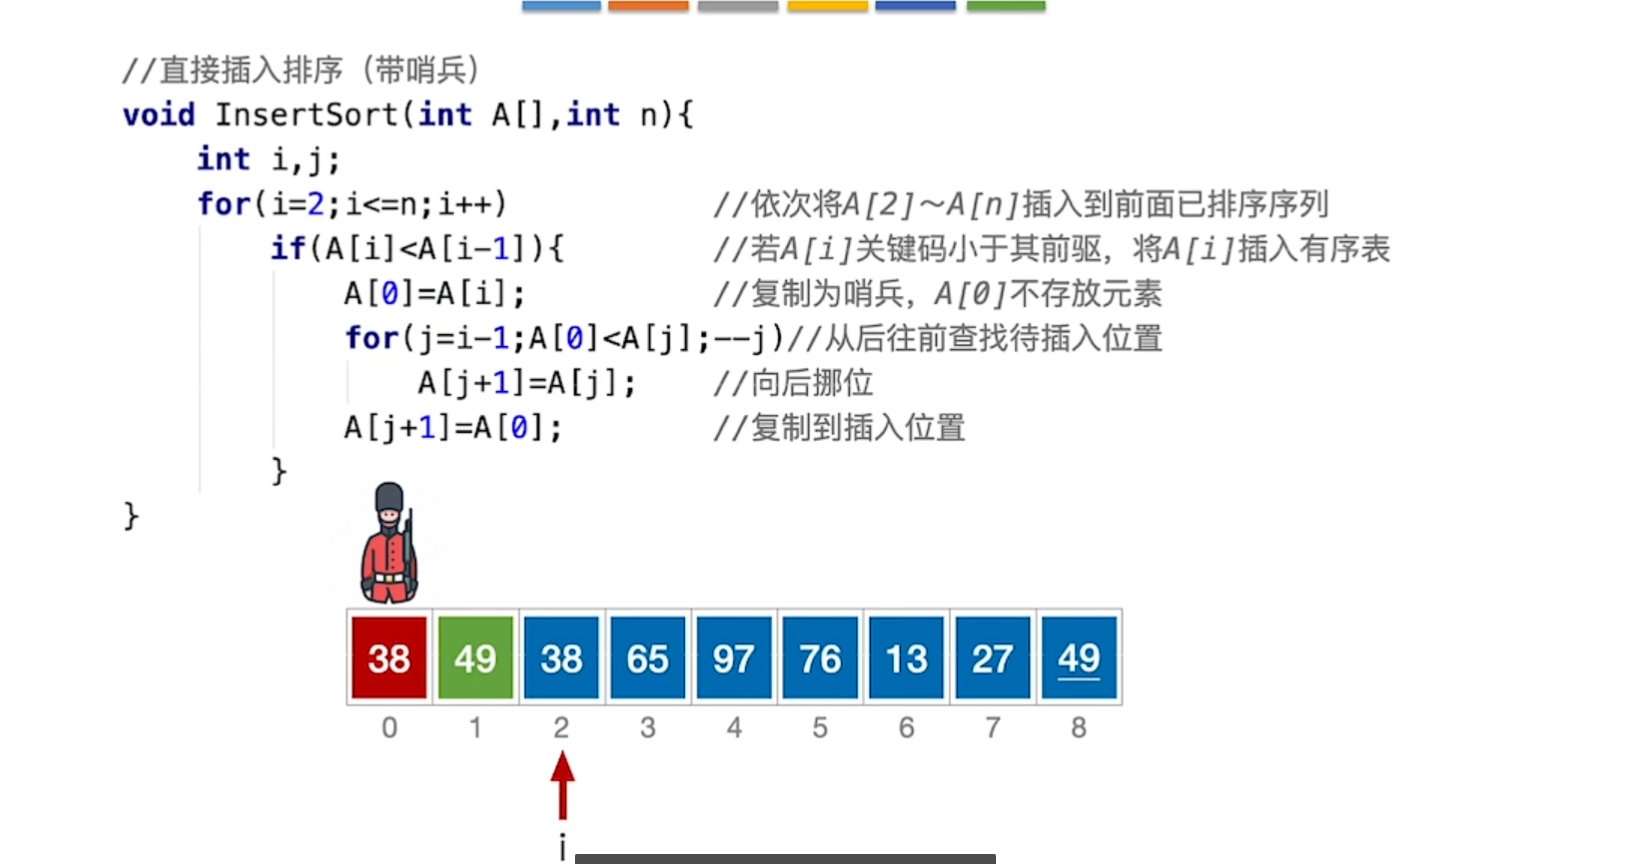 //直接插入排序（带哨兵）
void InsertSort(int A[],int n){
int i,j;
for(i=2;i<=n;i++) //依次将A[2]～A[n]插入到前面已排序序列
if(A[i]<A[i-1]){ //若A[i]关键码小于其前驱，将A[i]插入有序表
A[0]=A[i]; //复制为哨兵，A[0]不存放元素
for(j=i-1;A[0]<A[j];--j)//从后往前查找待插入位置
A[j+1]=A[j]; //向后挪位
A[j+1]=A[0]; //复制到插入位置
}
}
38 49 38 65 97 76 13 27 49
0 1 2 3 4 5 6 7 8
i